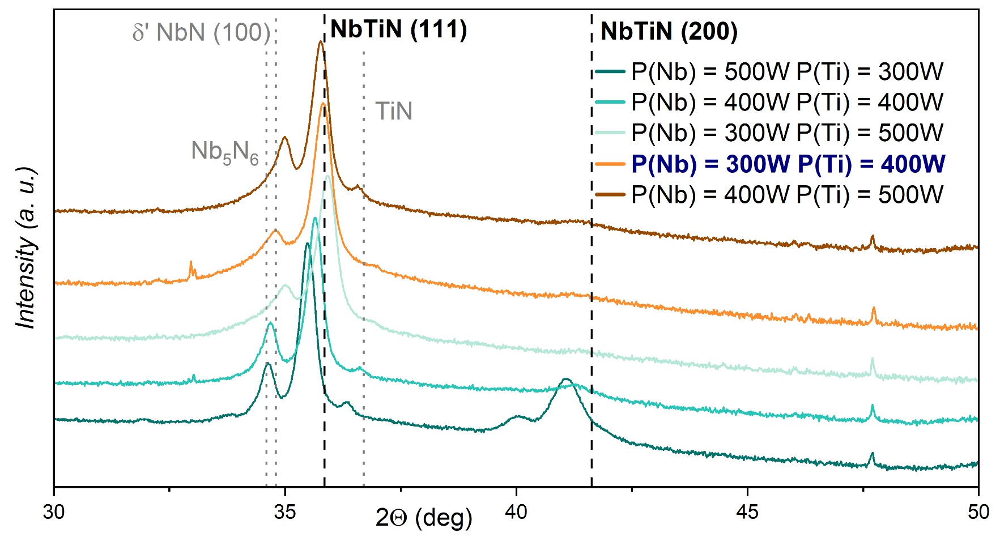 δ' NbN (100)
NbTiN (111)
NbTiN (200)
TiN
Nb₅N₆
P(Nb) = 500W P(Ti) = 300W
P(Nb) = 400W P(Ti) = 400W
P(Nb) = 300W P(Ti) = 500W
P(Nb) = 300W P(Ti) = 400W
P(Nb) = 400W P(Ti) = 500W
Intensity (a. u.)
30
35
40
45
50
2Θ (deg)